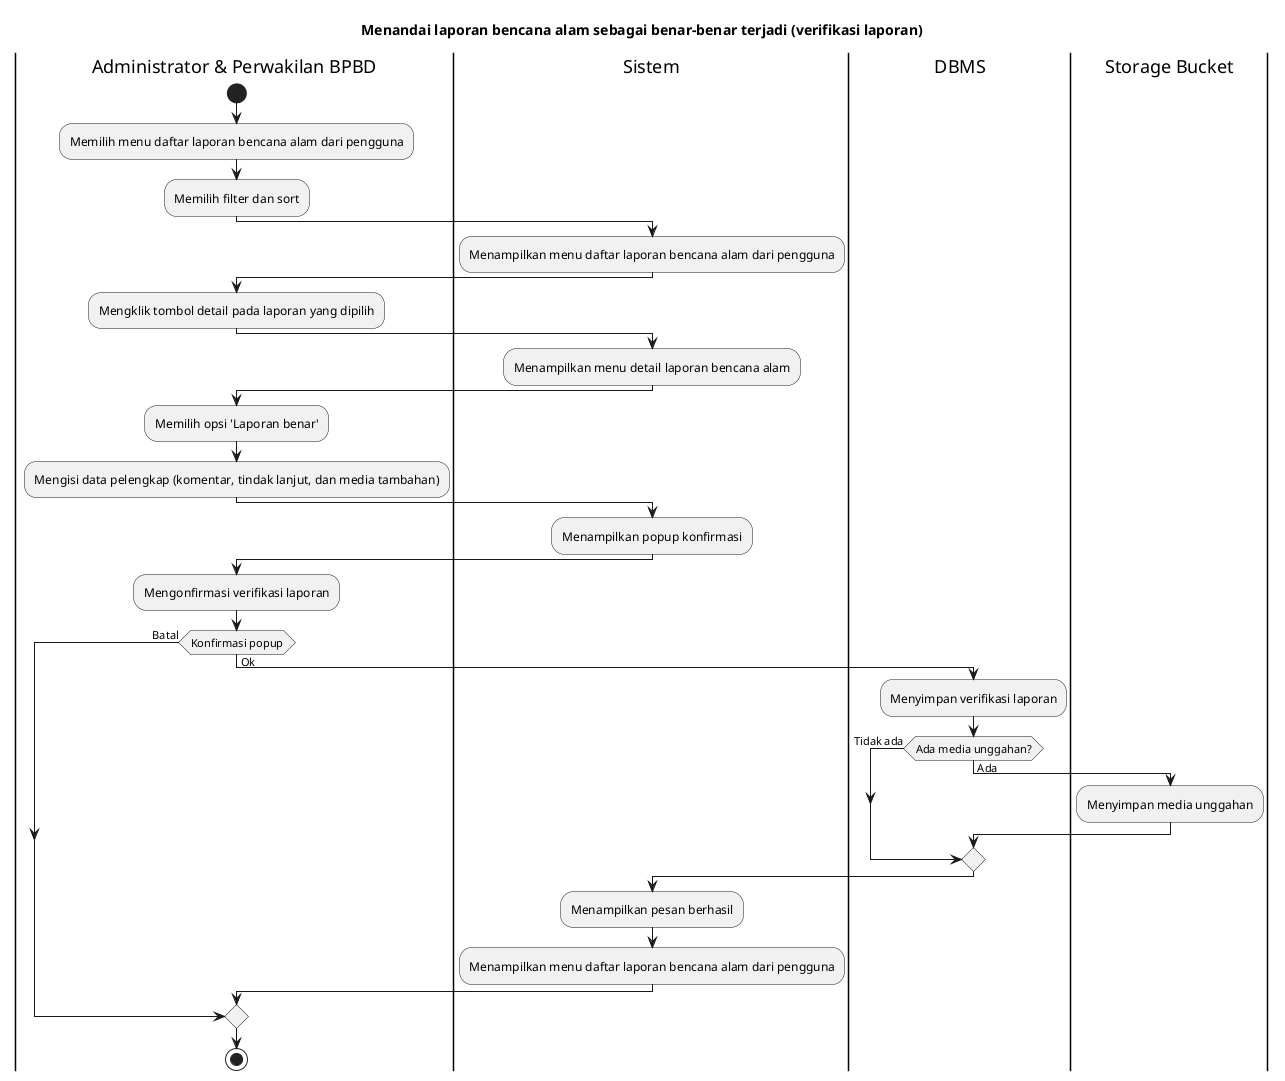 Menandai laporan bencana alam sebagai benar-benar terjadi (verifikasi laporan)
Administrator & Perwakilan BPBD
Sistem
DBMS
Storage Bucket
Memilih menu daftar laporan bencana alam dari pengguna
Memilih filter dan sort
Menampilkan menu daftar laporan bencana alam dari pengguna
Mengklik tombol detail pada laporan yang dipilih
Menampilkan menu detail laporan bencana alam
Memilih opsi 'Laporan benar'
Mengisi data pelengkap (komentar, tindak lanjut, dan media tambahan)
Menampilkan popup konfirmasi
Mengonfirmasi verifikasi laporan
Batal
Konfirmasi popup
Ok
Menyimpan verifikasi laporan
Tidak ada
Ada media unggahan?
Ada
Menyimpan media unggahan
Menampilkan pesan berhasil
Menampilkan menu daftar laporan bencana alam dari pengguna